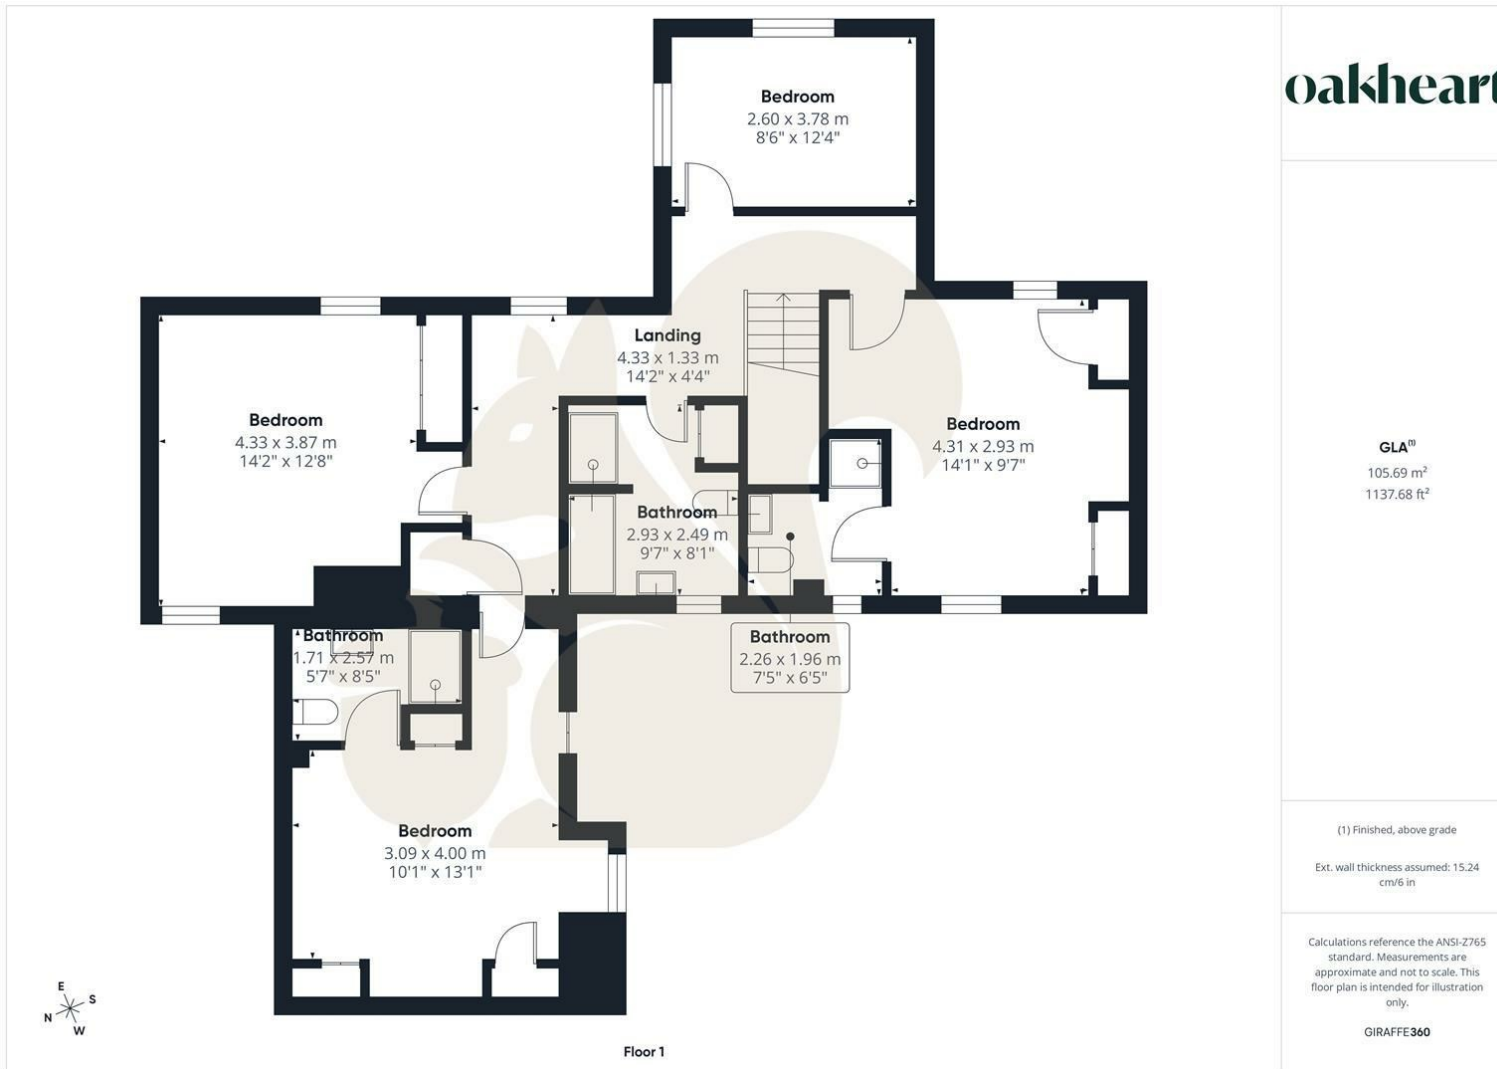 oakheart
Bedroom
2.60 x 3.78 m
8'6" x 12'4"
Landing
4.33 x 1.33 m
14'2" x 4'4"
Bedroom
4.33 x 3.87 m
14'2" x 12'8"
Bedroom
4.31 x 2.93 m
14'1" x 9'7"
Bathroom
2.93 x 2.49 m
9'7" x 8'1"
Bathroom
1.71 x 2.57 m
5'7" x 8'5"
Bathroom
2.26 x 1.96 m
7'5" x 6'5"
Bedroom
3.09 x 4.00 m
10'1" x 13'1"
E
S
N
W
Floor 1
GLA(1)
105.69 m²
1137.68 ft²
(1) Finished, above grade
Ext. wall thickness assumed: 15.24
cm/6 in
Calculations reference the ANSI-Z765
standard. Measurements are
approximate and not to scale. This
floor plan is intended for illustration
only.
GIRAFFE360